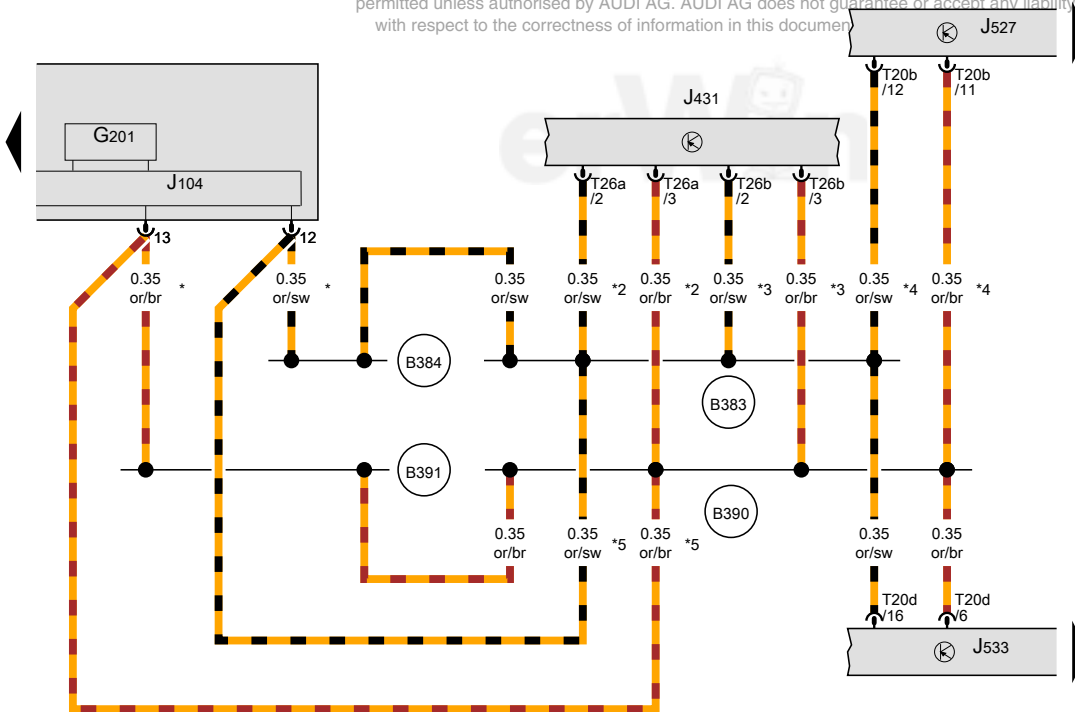 permitted unless authorised by AUDI AG. AUDI AG does not guarantee or accept any liability
with respect to the correctness of information in this documen
J527
T20b
/12
T20b
/11
J431
erWin
G201
J104
T26a
/2
T26a
/3
T26b
/2
T26b
/3
13
12
0.35
or/br
*
0.35
or/sw
*
0.35
or/sw
0.35
or/sw
*2
0.35
or/br
*2
0.35
or/sw
*3
0.35
or/br
*3
0.35
or/sw
*4
0.35
or/br
*4
B384
B383
B391
B390
0.35
or/br
0.35
or/sw
*5
0.35
or/br
*5
0.35
or/sw
0.35
or/br
T20d
/16
T20d
/6
J533